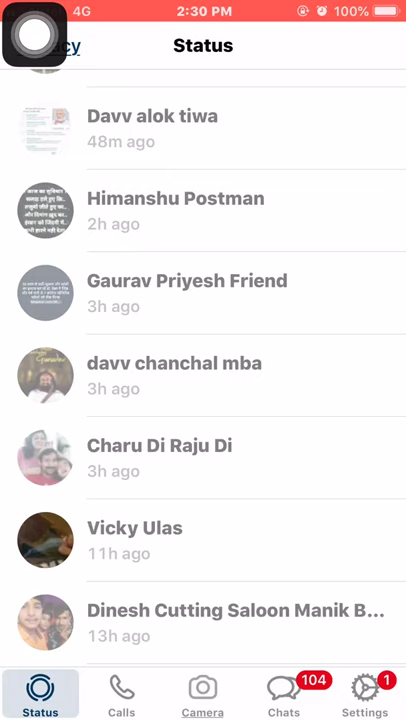 4G 2:30 PM 100%
cy Status
Davv alok tiwa
48m ago
Himanshu Postman
2h ago
Gaurav Priyesh Friend
3h ago
davv chanchal mba
3h ago
Charu Di Raju Di
3h ago
Vicky Ulas
11h ago
Dinesh Cutting Saloon Manik B...
13h ago
104 1
Status Calls Camera Chats Settings